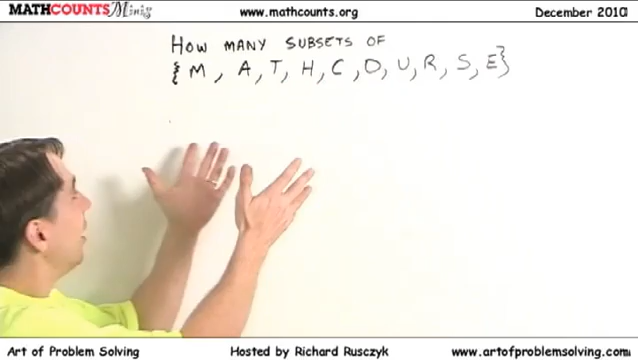 MATHCOUNTS Minis www.mathcounts.org December 2010
HOW MANY SUBSETS OF
{M, A, T, H, C, O, U, R, S, E}
Art of Problem Solving Hosted by Richard Rusczyk www.artofproblemsolving.com